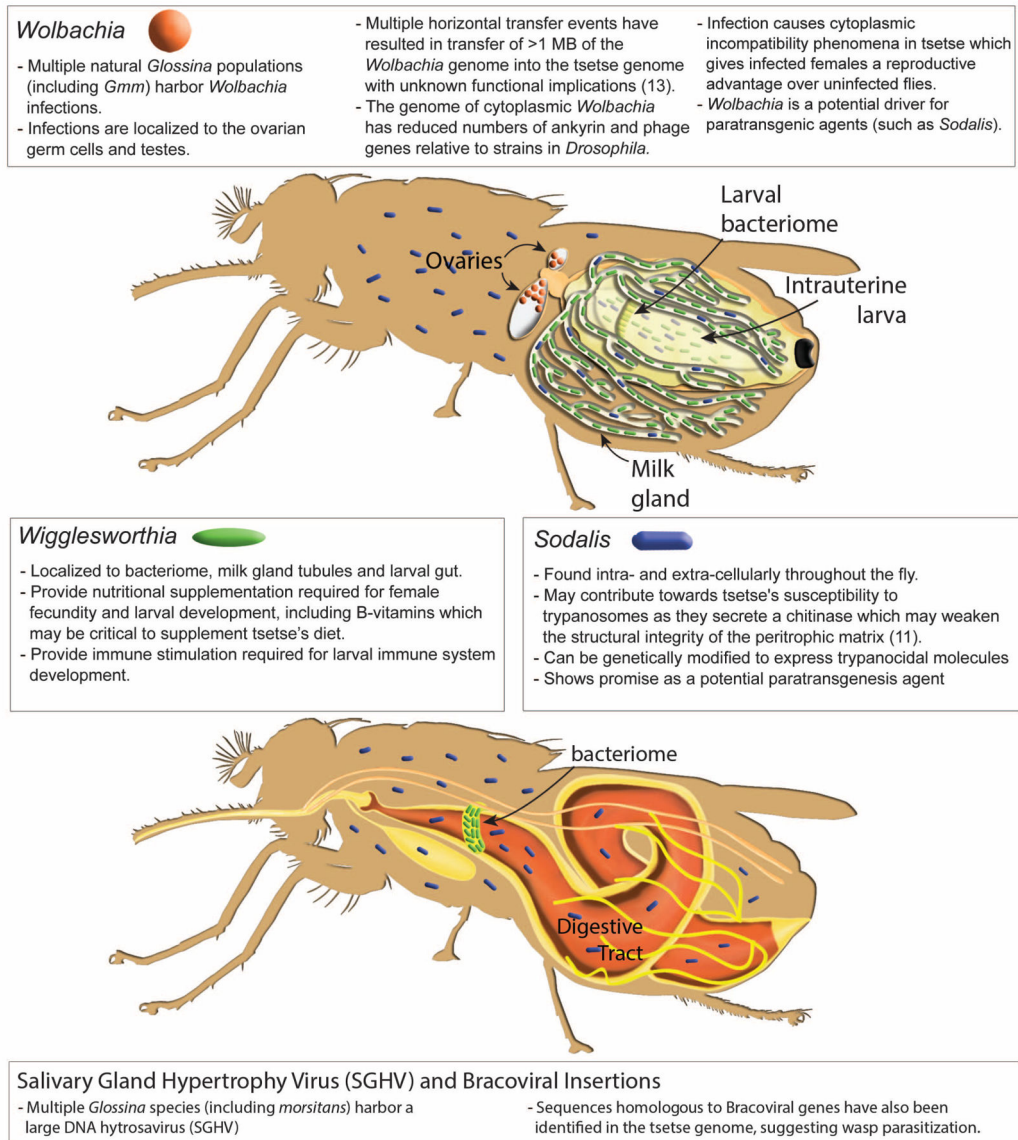 Wolbachia
- Multiple natural Glossina populations
(including Gmm) harbor Wolbachia
infections.
- Infections are localized to the ovarian
germ cells and testes.
- Multiple horizontal transfer events have
resulted in transfer of >1 MB of the
Wolbachia genome into the tsetse genome
with unknown functional implications (13).
- The genome of cytoplasmic Wolbachia
has reduced numbers of ankyrin and phage
genes relative to strains in Drosophila.
- Infection causes cytoplasmic
incompatibility phenomena in tsetse which
gives infected females a reproductive
advantage over uninfected flies.
- Wolbachia is a potential driver for
paratransgenic agents (such as Sodalis).
Larval
bacteriome
Ovaries
Intrauterine
larva
Milk
gland
Wigglesworthia
- Localized to bacteriome, milk gland tubules and larval gut.
- Provide nutritional supplementation required for female
fecundity and larval development, including B-vitamins which
may be critical to supplement tsetse's diet.
- Provide immune stimulation required for larval immune system
development.
Sodalis
- Found intra- and extra-cellularly throughout the fly.
- May contribute towards tsetse's susceptibility to
trypanosomes as they secrete a chitinase which may weaken
the structural integrity of the peritrophic matrix (11).
- Can be genetically modified to express trypanocidal molecules
- Shows promise as a potential paratransgenesis agent
bacteriome
Digestive
Tract
Salivary Gland Hypertrophy Virus (SGHV) and Bracoviral Insertions
- Multiple Glossina species (including morsitans) harbor a
large DNA hytrosavirus (SGHV)
- Sequences homologous to Bracoviral genes have also been
identified in the tsetse genome, suggesting wasp parasitization.